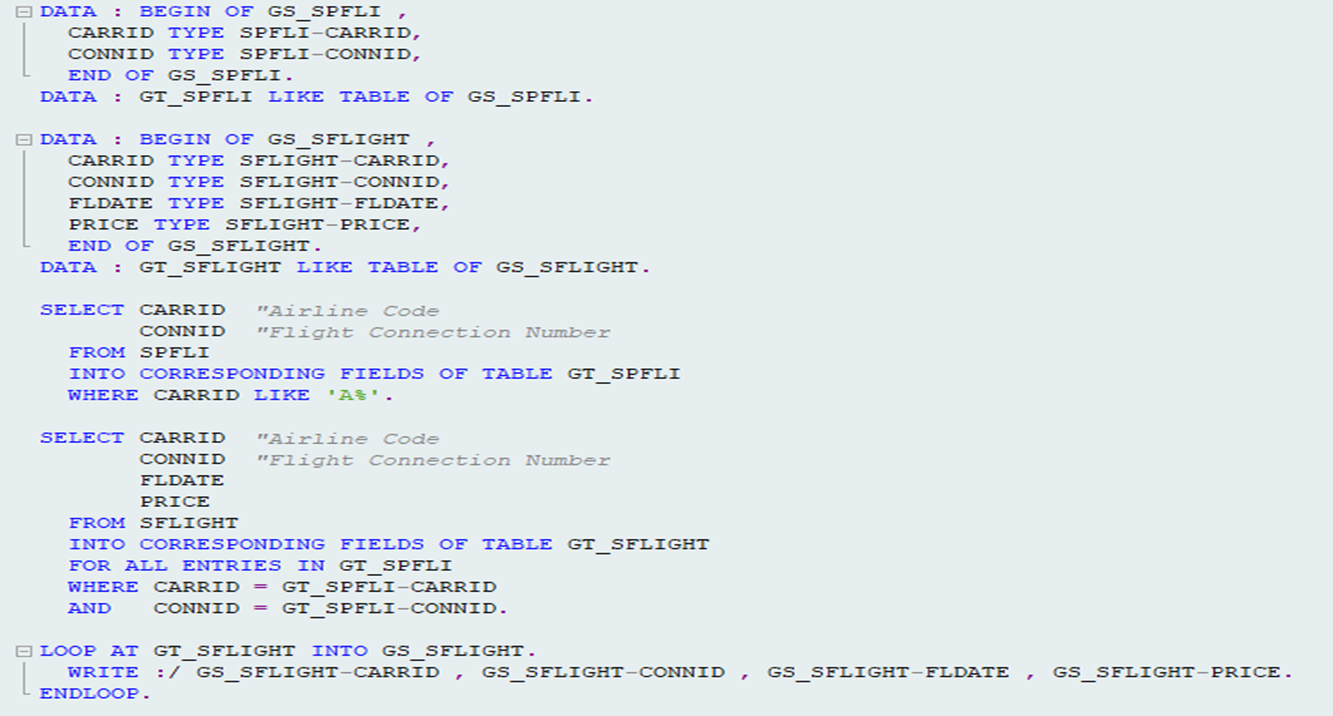 DATA : BEGIN OF GS_SPFLI ,
CARRID TYPE SPFLI-CARRID,
CONNID TYPE SPFLI-CONNID,
END OF GS_SPFLI.
DATA : GT_SPFLI LIKE TABLE OF GS_SPFLI.
DATA : BEGIN OF GS_SFLIGHT ,
CARRID TYPE SFLIGHT-CARRID,
CONNID TYPE SFLIGHT-CONNID,
FLDATE TYPE SFLIGHT-FLDATE,
PRICE TYPE SFLIGHT-PRICE,
END OF GS_SFLIGHT.
DATA : GT_SFLIGHT LIKE TABLE OF GS_SFLIGHT.
SELECT CARRID "Airline Code
CONNID "Flight Connection Number
FROM SPFLI
INTO CORRESPONDING FIELDS OF TABLE GT_SPFLI
WHERE CARRID LIKE 'A%'.
SELECT CARRID "Airline Code
CONNID "Flight Connection Number
FLDATE
PRICE
FROM SFLIGHT
INTO CORRESPONDING FIELDS OF TABLE GT_SFLIGHT
FOR ALL ENTRIES IN GT_SPFLI
WHERE CARRID = GT_SPFLI-CARRID
AND CONNID = GT_SPFLI-CONNID.
LOOP AT GT_SFLIGHT INTO GS_SFLIGHT.
WRITE :/ GS_SFLIGHT-CARRID , GS_SFLIGHT-CONNID , GS_SFLIGHT-FLDATE , GS_SFLIGHT-PRICE.
ENDLOOP.